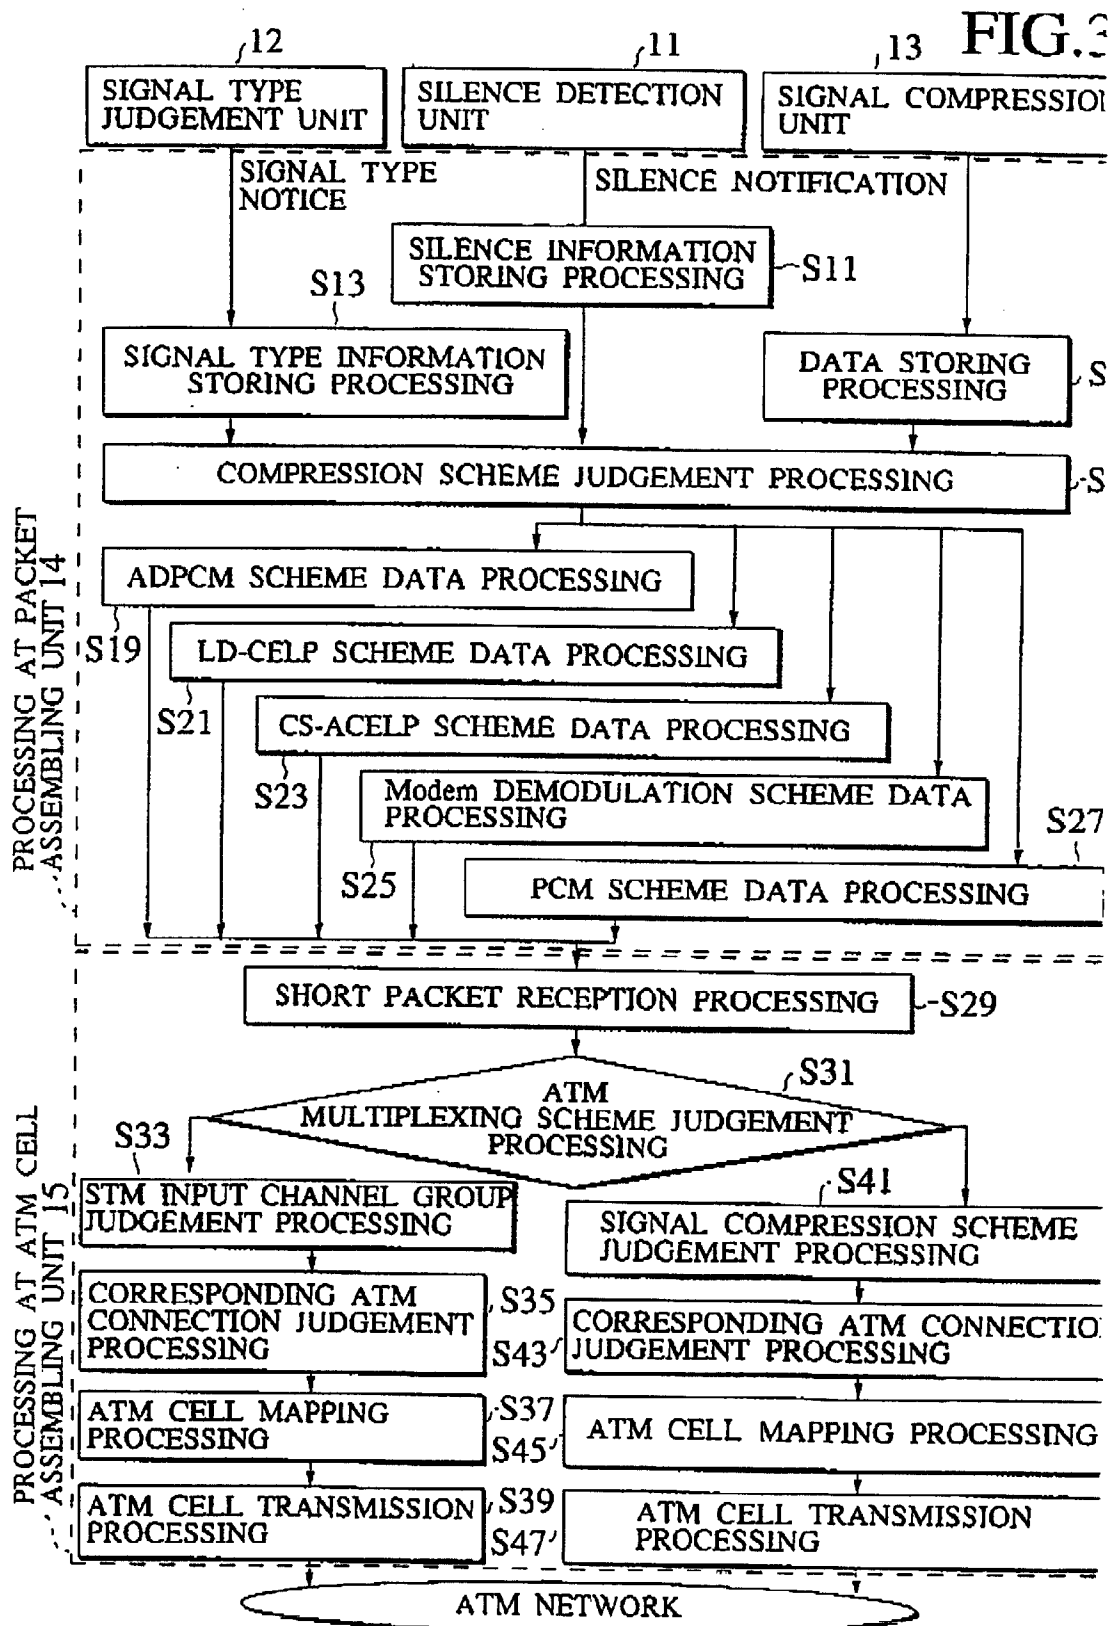 FIG.3
12
11
13
SIGNAL TYPE
JUDGEMENT UNIT
SILENCE DETECTION
UNIT
SIGNAL COMPRESSION
UNIT
SIGNAL TYPE
NOTICE
SILENCE NOTIFICATION
SILENCE INFORMATION
STORING PROCESSING
S11
S13
SIGNAL TYPE INFORMATION
STORING PROCESSING
DATA STORING
PROCESSING
S
COMPRESSION SCHEME JUDGEMENT PROCESSING
S
ADPCM SCHEME DATA PROCESSING
S19
LD-CELP SCHEME DATA PROCESSING
S21
CS-ACELP SCHEME DATA PROCESSING
S23
Modem DEMODULATION SCHEME DATA
PROCESSING
S25
S27
PCM SCHEME DATA PROCESSING
PROCESSING AT PACKET
ASSEMBLING UNIT 14
SHORT PACKET RECEPTION PROCESSING
S29
S31
ATM
MULTIPLEXING SCHEME JUDGEMENT
PROCESSING
S33
STM INPUT CHANNEL GROUP
JUDGEMENT PROCESSING
S41
SIGNAL COMPRESSION SCHEME
JUDGEMENT PROCESSING
CORRESPONDING ATM
CONNECTION JUDGEMENT
PROCESSING
S35
S43
CORRESPONDING ATM CONNECTIO
JUDGEMENT PROCESSING
ATM CELL MAPPING
PROCESSING
S37
S45
ATM CELL MAPPING PROCESSING
ATM CELL TRANSMISSION
PROCESSING
S39
S47
ATM CELL TRANSMISSION
PROCESSING
PROCESSING AT ATM CELL
ASSEMBLING UNIT 15
ATM NETWORK